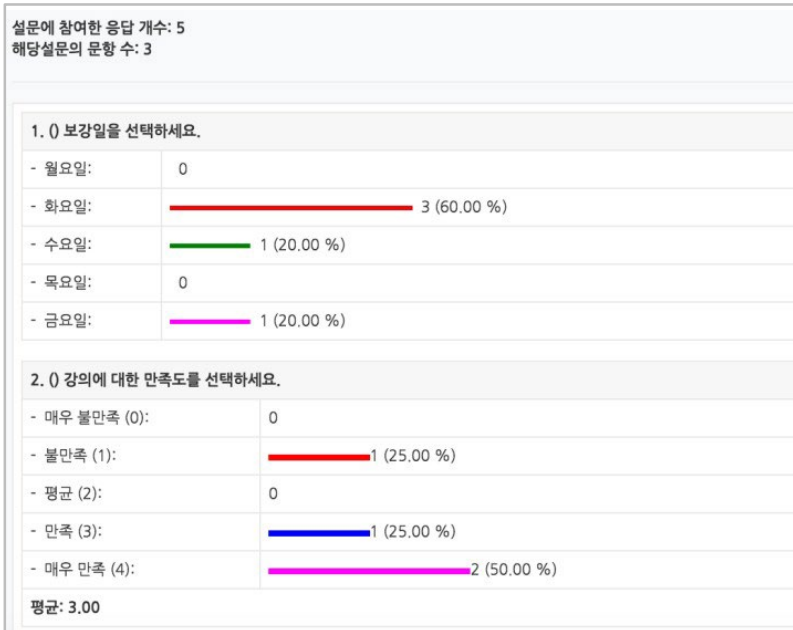 설문에 참여한 응답 개수: 5
해당설문의 문항 수: 3
1. () 보강일을 선택하세요.
- 월요일: 0
- 화요일: 3 (60.00 %)
- 수요일: 1 (20.00 %)
- 목요일: 0
- 금요일: 1 (20.00 %)
2. () 강의에 대한 만족도를 선택하세요.
- 매우 불만족 (0): 0
- 불만족 (1): 1 (25.00 %)
- 평균 (2): 0
- 만족 (3): 1 (25.00 %)
- 매우 만족 (4): 2 (50.00 %)
평균: 3.00